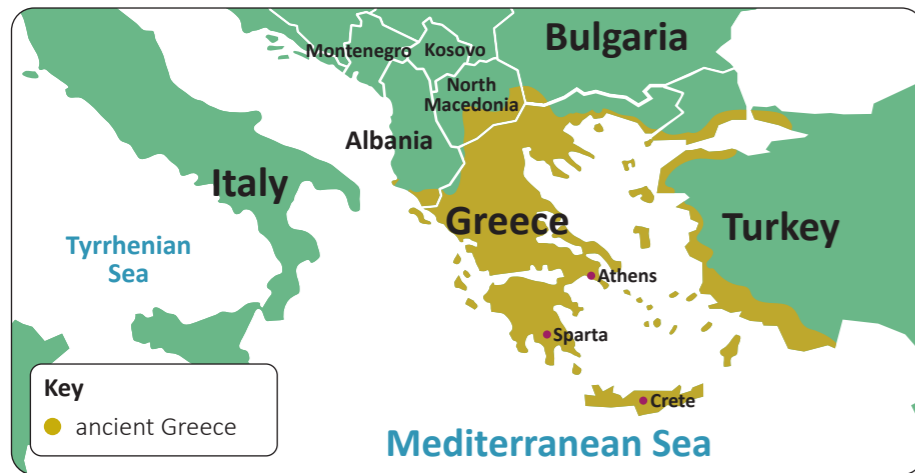 Bulgaria
Montenegro
Kosovo
North
Macedonia
Albania
Italy
Greece
Turkey
Tyrrhenian
Sea
Athens
Sparta
Crete
Key
ancient Greece
Mediterranean Sea